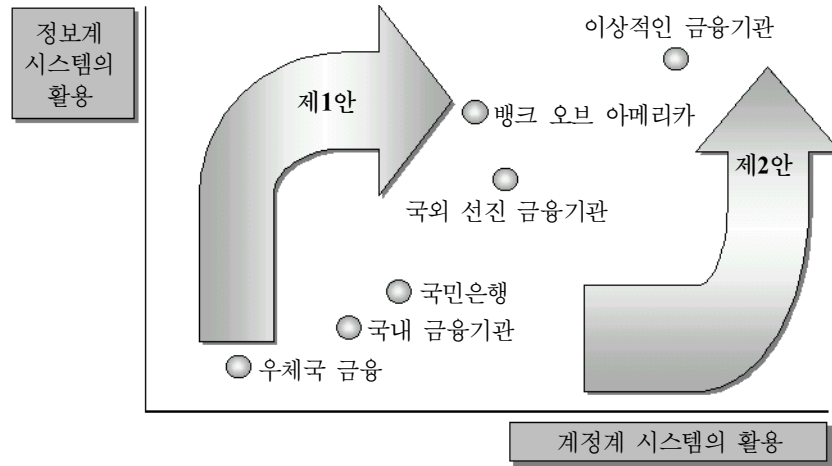 정보계
시스템의
활용
이상적인 금융기관
제1안
뱅크 오브 아메리카
제2안
국외 선진 금융기관
국민은행
국내 금융기관
우체국 금융
계정계 시스템의 활용